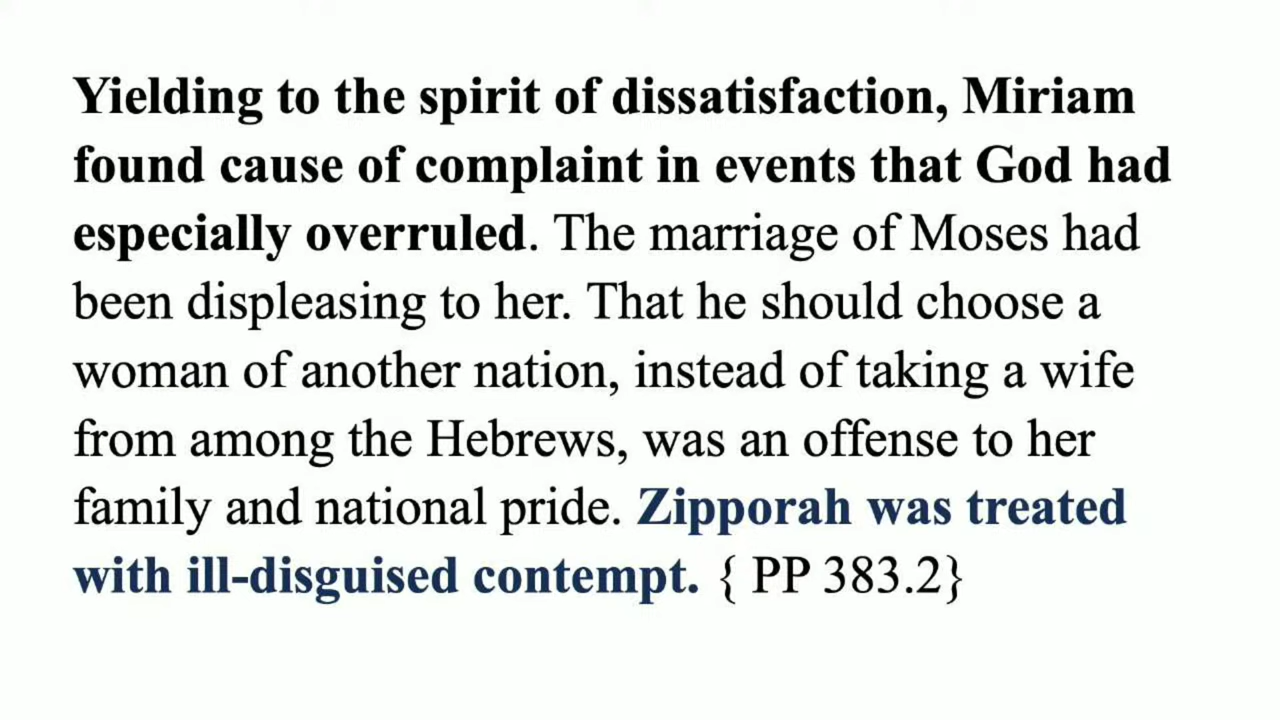 Yielding to the spirit of dissatisfaction, Miriam
found cause of complaint in events that God had
especially overruled. The marriage of Moses had
been displeasing to her. That he should choose a
woman of another nation, instead of taking a wife
from among the Hebrews, was an offense to her
family and national pride. Zipporah was treated
with ill-disguised contempt. { PP 383.2}